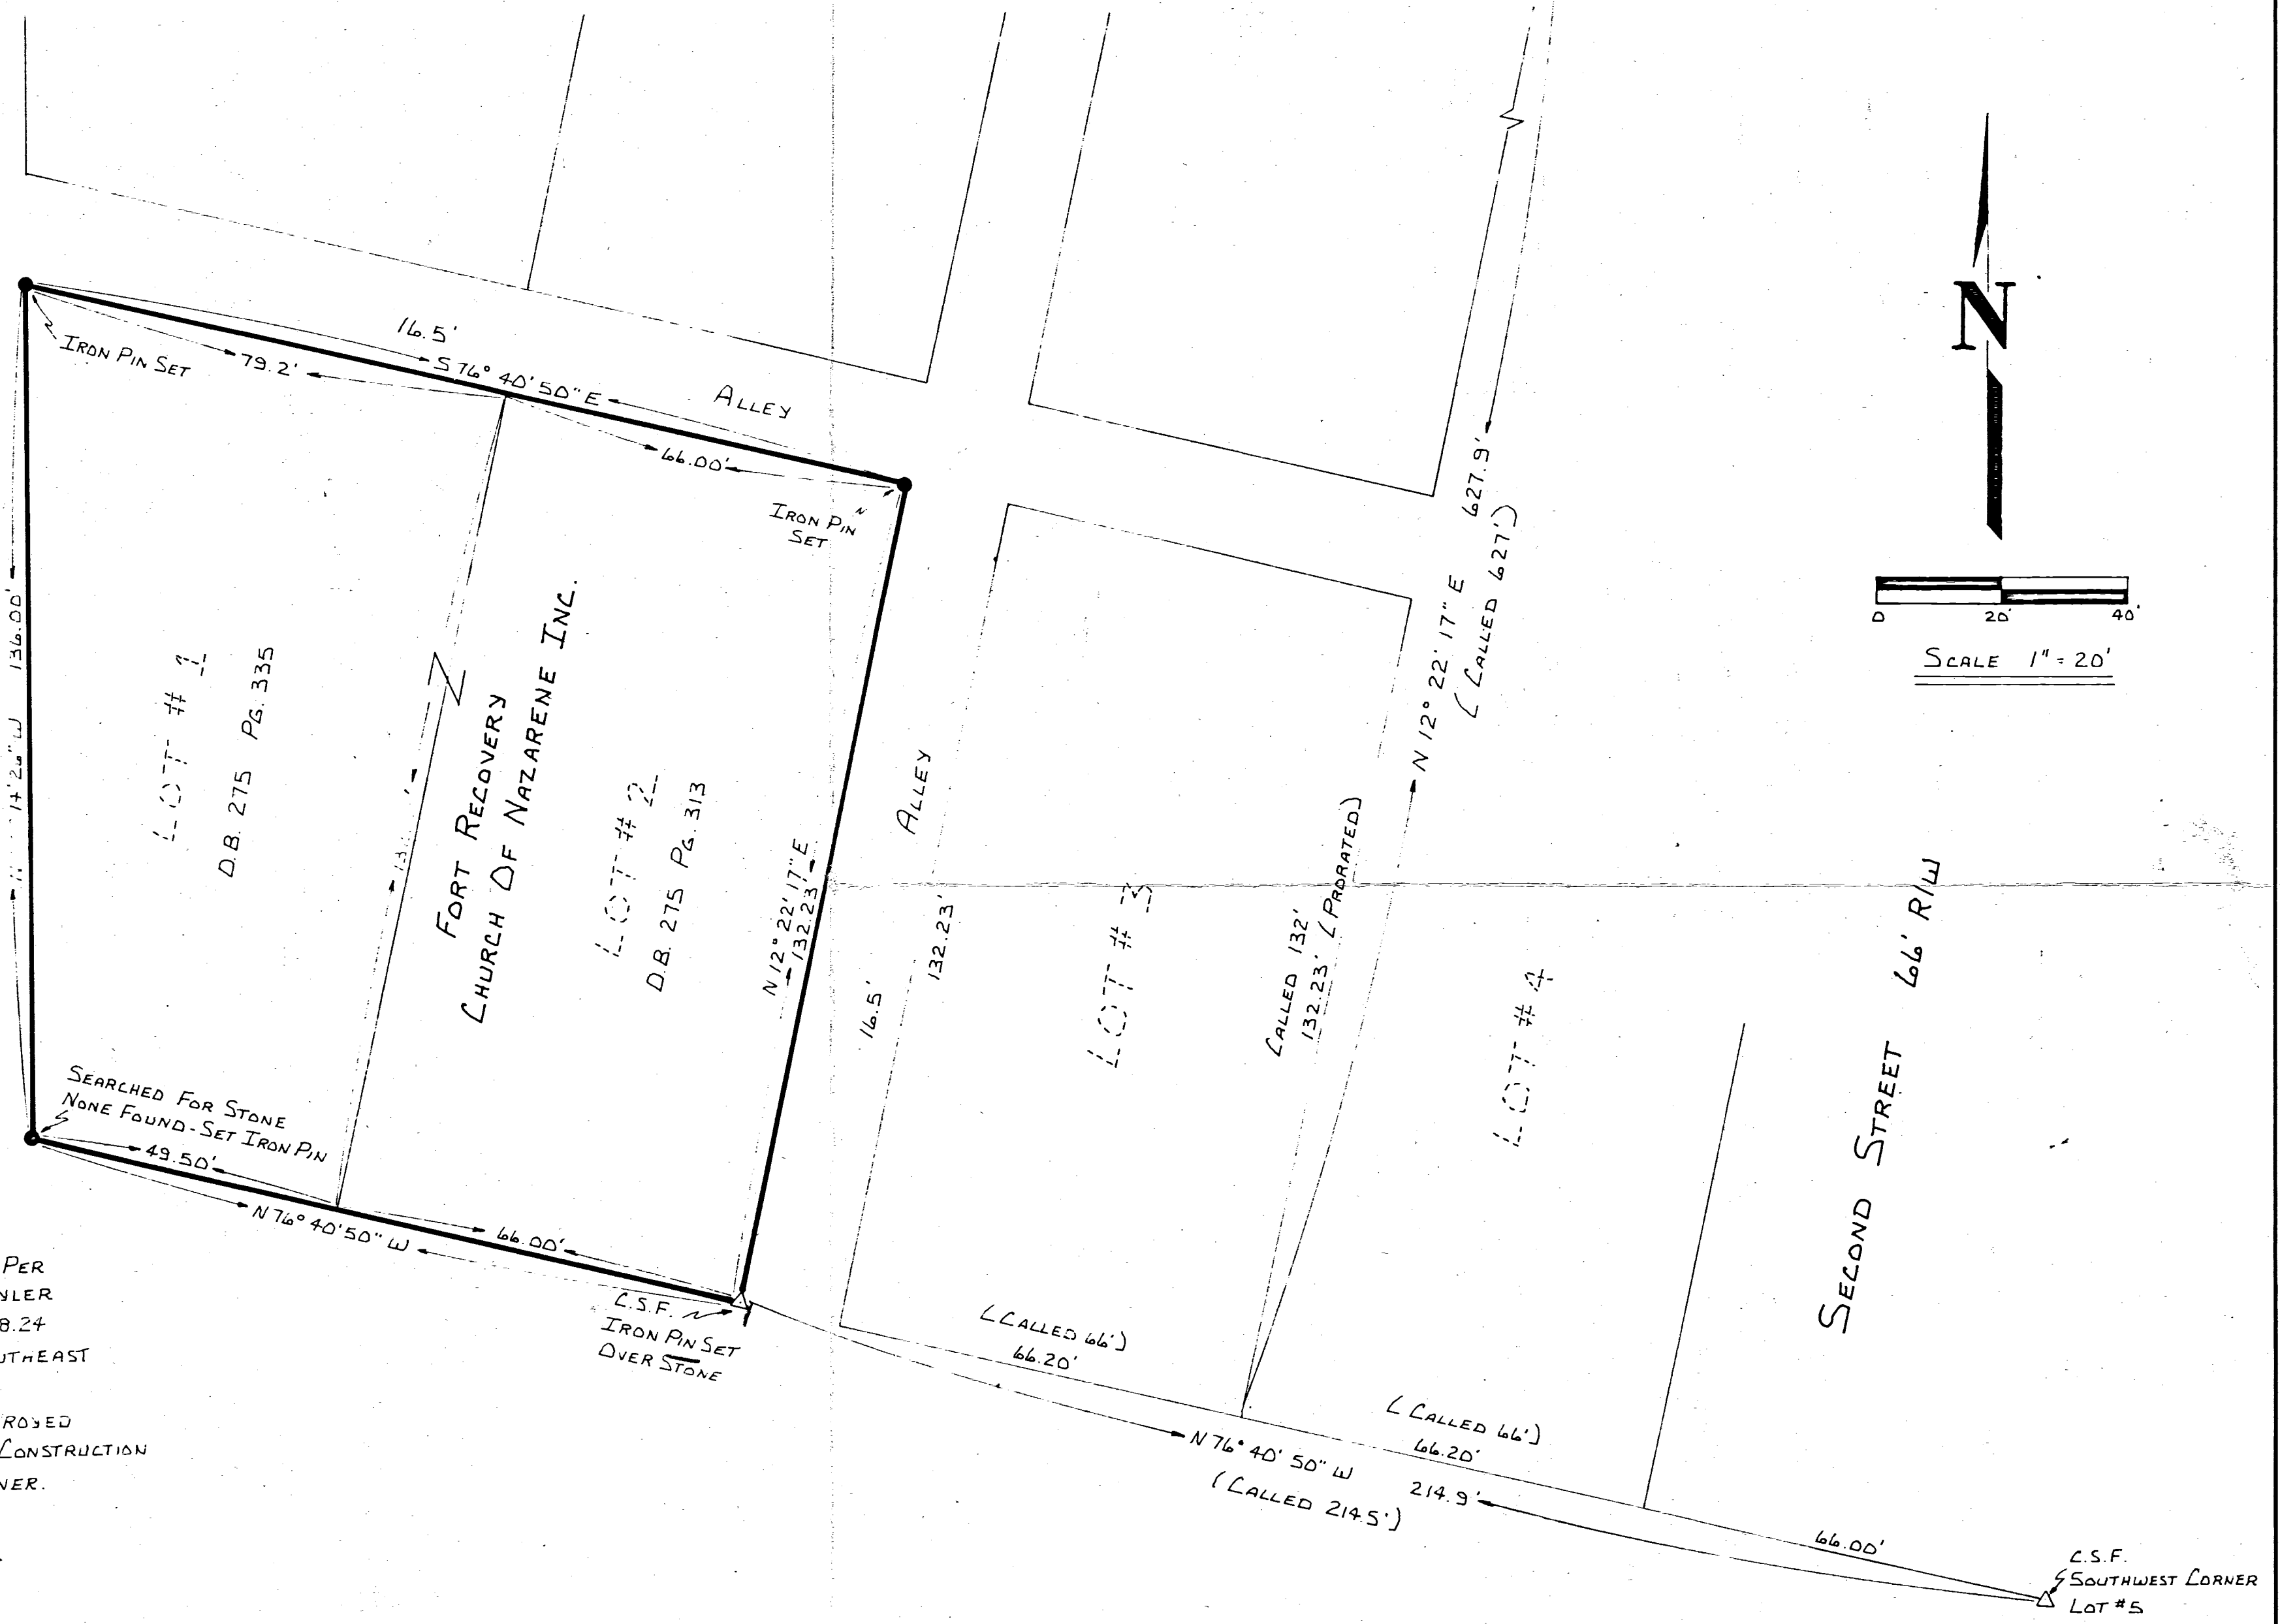 N
0 20' 40'
SCALE 1" = 20'
16.5'
IRON PIN SET
79.2'
S 76° 40' 50" E
ALLEY
66.00'
IRON PIN
SET
136.00'
LOT # 1
D.B. 275 PG. 335
FORT RECOVERY
CHURCH OF NAZARENE INC.
LOT # 2
D.B. 275 PG. 313
N 12° 22' 17" E
132.23'
ALLEY
16.5'
132.23'
LOT # 3
CALLED 132'
132.23' (PRORATED)
N 12° 22' 17" E 627.9'
(CALLED 627')
LOT # 4
SECOND STREET 66' R/W
SEARCHED FOR STONE
NONE FOUND - SET IRON PIN
49.50'
N 76° 40' 50" W
66.00'
C.S.F.
IRON PIN SET
OVER STONE
(CALLED 66')
66.20'
(CALLED 66')
66.20'
N 76° 40' 50" W
214.9'
(CALLED 214.5')
66.00'
C.S.F.
SOUTHWEST CORNER
LOT #5
PER
8.24
CONSTRUCTION